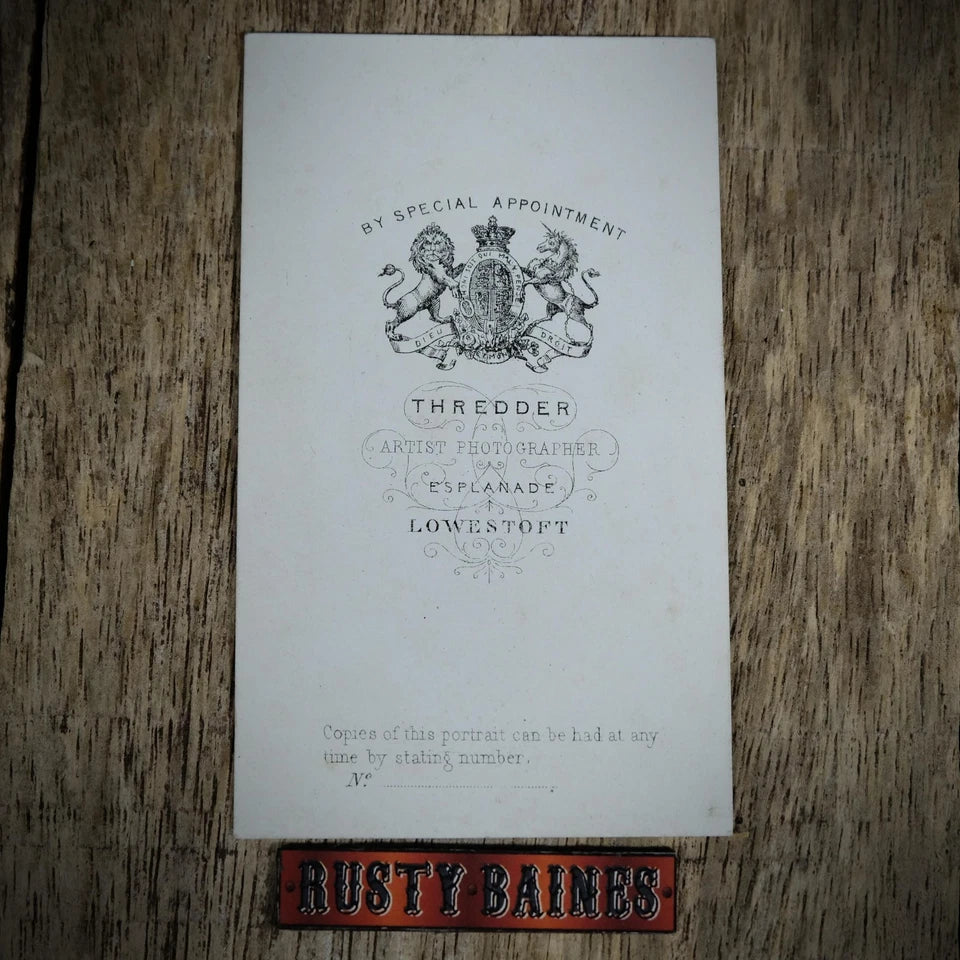 BY SPECIAL APPOINTMENT
DIEU DROIT
THREDDER
ARTIST PHOTOGRAPHER
ESPLANADE
LOWESTOFT
Copies of this portrait can be had at any
time by stating number.
No.
RUSTY·BAINES